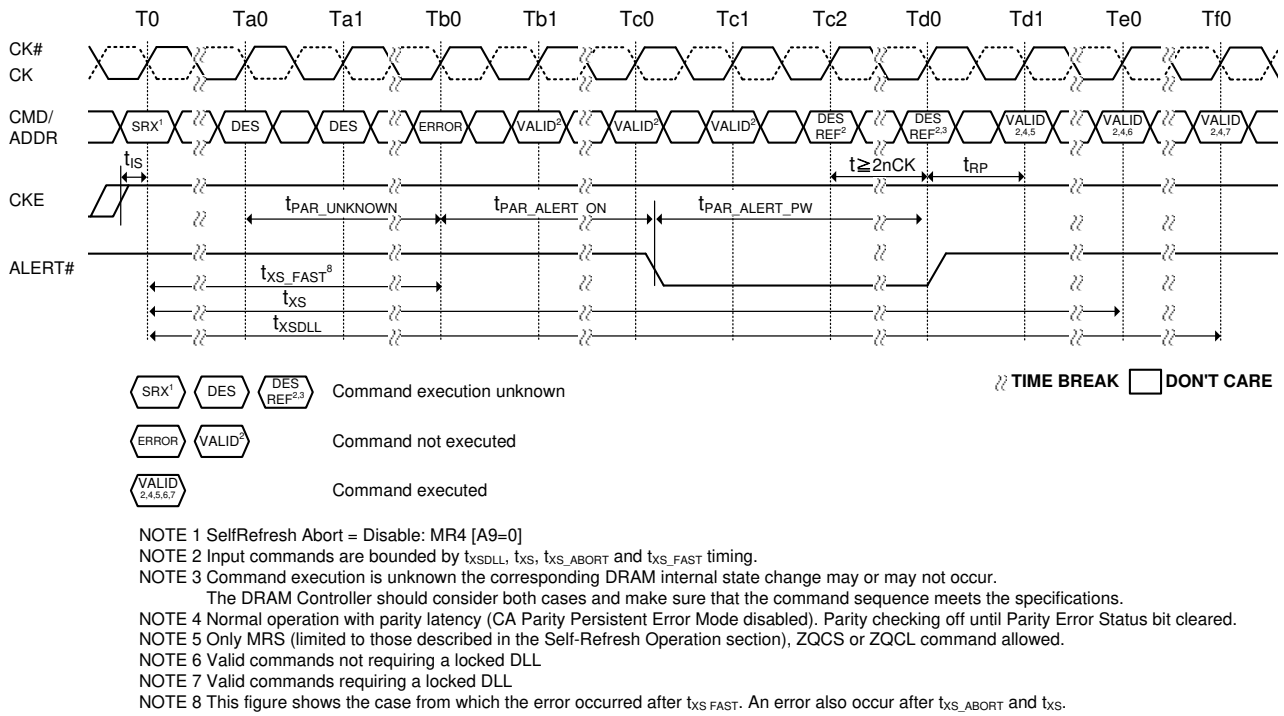 T0 Ta0 Ta1 Tb0 Tb1 Tc0 Tc1 Tc2 Td0 Td1 Te0 Tf0
CK#
CK
CMD/
ADDR
SRX¹ DES DES ERROR VALID² VALID² VALID² DES REF² DES REF²,³ VALID 2,4,5 VALID 2,4,6 VALID 2,4,7
tIS t≧2nCK tRP
CKE
tPAR_UNKNOWN tPAR_ALERT_ON tPAR_ALERT_PW
ALERT#
tXS_FAST⁸
tXS
tXSDLL
SRX¹ DES DES REF²,³ Command execution unknown
TIME BREAK DON'T CARE
ERROR VALID² Command not executed
VALID 2,4,5,6,7 Command executed
NOTE 1 SelfRefresh Abort = Disable: MR4 [A9=0]
NOTE 2 Input commands are bounded by tXSDLL, tXS, tXS_ABORT and tXS_FAST timing.
NOTE 3 Command execution is unknown the corresponding DRAM internal state change may or may not occur.
The DRAM Controller should consider both cases and make sure that the command sequence meets the specifications.
NOTE 4 Normal operation with parity latency (CA Parity Persistent Error Mode disabled). Parity checking off until Parity Error Status bit cleared.
NOTE 5 Only MRS (limited to those described in the Self-Refresh Operation section), ZQCS or ZQCL command allowed.
NOTE 6 Valid commands not requiring a locked DLL
NOTE 7 Valid commands requiring a locked DLL
NOTE 8 This figure shows the case from which the error occurred after tXS FAST. An error also occur after tXS_ABORT and tXS.